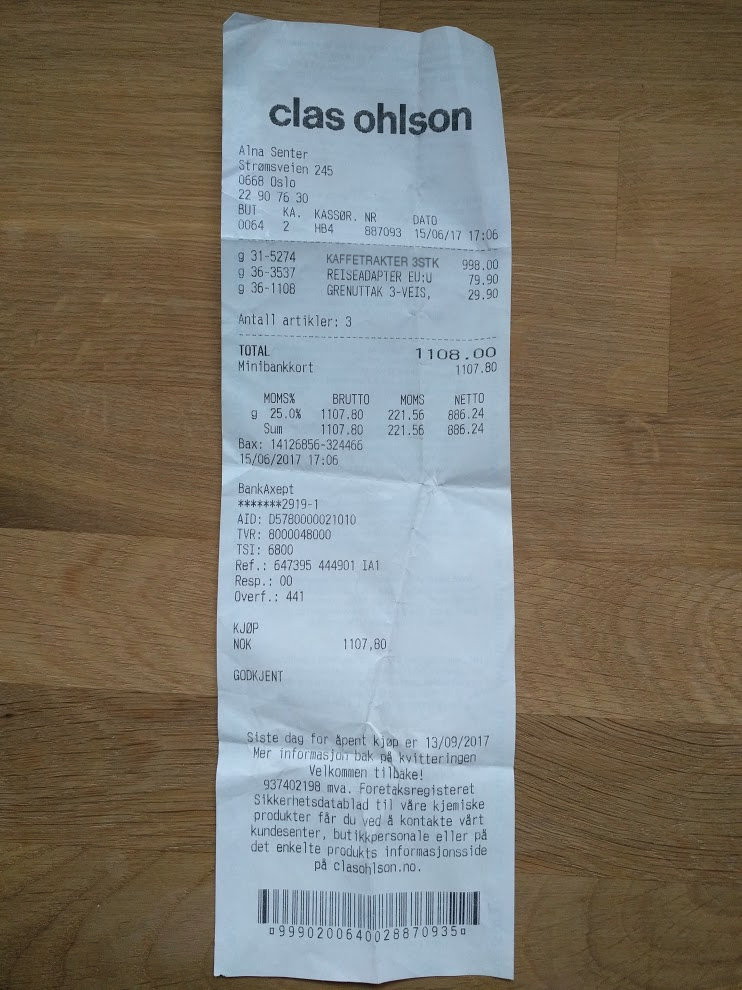 clas ohlson
Alna Senter
Strømsveien 245
0668 Oslo
22 90 76 30
BUT KA. KASSØR. NR DATO
0064 2 HB4 887093 15/06/17 17:06
g 31-5274 KAFFETRAKTER 3STK 998.00
g 36-3537 REISEADAPTER EU:U 79.90
g 36-1108 GRENUTTAK 3-VEIS, 29.90
Antall artikler: 3
TOTAL 1108.00
Minibankkort 1107.80
MOMS% BRUTTO MOMS NETTO
g 25.0% 1107.80 221.56 886.24
Sum 1107.80 221.56 886.24
Bax: 14126856-324466
15/06/2017 17:06
BankAxept
*******2919-1
AID: D5780000021010
TVR: 8000048000
TSI: 6800
Ref.: 647395 444901 IA1
Resp.: 00
Overf.: 441
KJØP
NOK 1107,80
GODKJENT
Siste dag for åpent kjøp er 13/09/2017
Mer informasjon bak på kvitteringen
Velkommen tilbake!
937402198 mva. Foretaksregisteret
Sikkerhetsdatablad til våre kjemiske
produkter får du ved å kontakte vårt
kundesenter, butikkpersonale eller på
det enkelte produkts informasjonsside
på clasohlson.no.
¤9990200640028870935¤